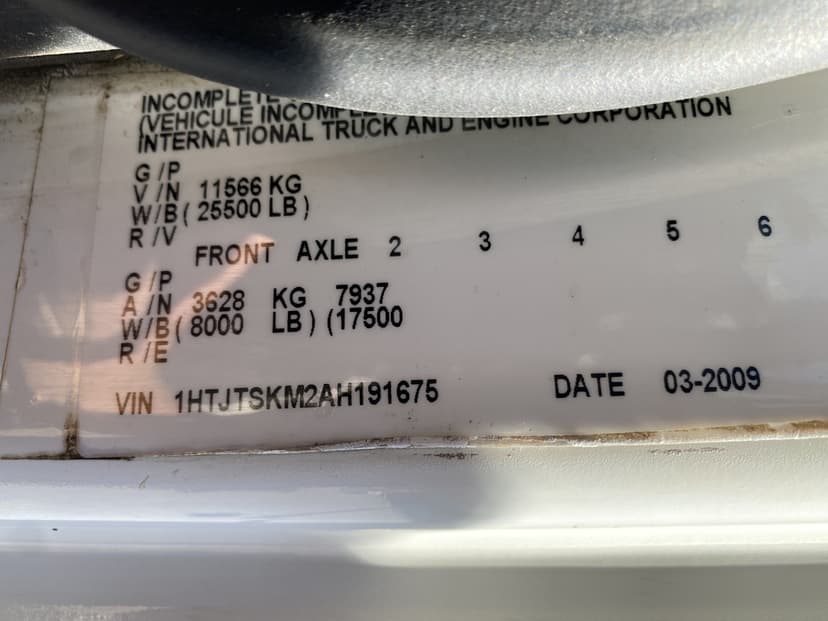 INCOMPLETE
(VEHICULE
INTERNATIONAL TRUCK AND ENGINE CORPORATION
G/P
V/N 11566 KG
W/B (25500 LB)
R/V
FRONT AXLE 2 3 4 5 6
G/P
A/N 3628 KG 7937
W/B (8000 LB) (17500
R/E
VIN 1HTJTSKM2AH191675 DATE 03-2009